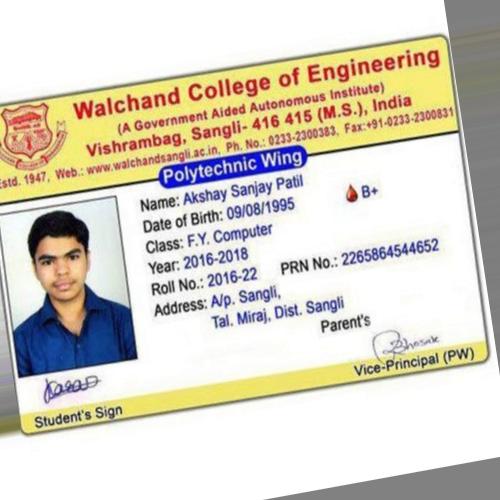 Walchand College of Engineering
(A Government Aided Autonomous Institute)
Vishrambag, Sangli- 416 415 (M.S.), India
Estd. 1947, Web.: www.walchandsangli.ac.in, Ph. No.: 0233-2300383, Fax:+91-0233-2300831
Polytechnic Wing
Name: Akshay Sanjay Patil
B+
Date of Birth: 09/08/1995
Class: F.Y. Computer
Year: 2016-2018
Roll No.: 2016-22 PRN No.: 2265864544652
Address: A/p. Sangli,
Tal. Miraj, Dist. Sangli
Parent's
Student's Sign
Vice-Principal (PW)